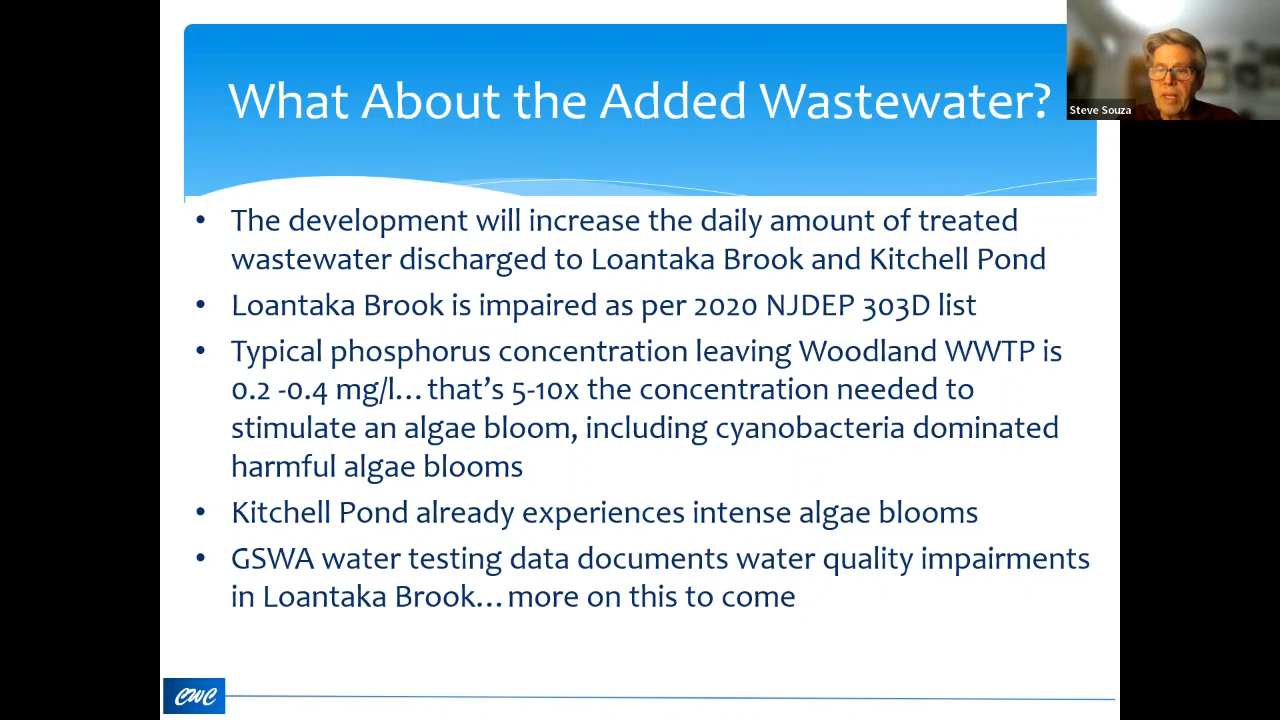 What About the Added Wastewater?
Steve Souza
• The development will increase the daily amount of treated
wastewater discharged to Loantaka Brook and Kitchell Pond
• Loantaka Brook is impaired as per 2020 NJDEP 303D list
• Typical phosphorus concentration leaving Woodland WWTP is
0.2 -0.4 mg/l…that’s 5-10x the concentration needed to
stimulate an algae bloom, including cyanobacteria dominated
harmful algae blooms
• Kitchell Pond already experiences intense algae blooms
• GSWA water testing data documents water quality impairments
in Loantaka Brook…more on this to come
CWC